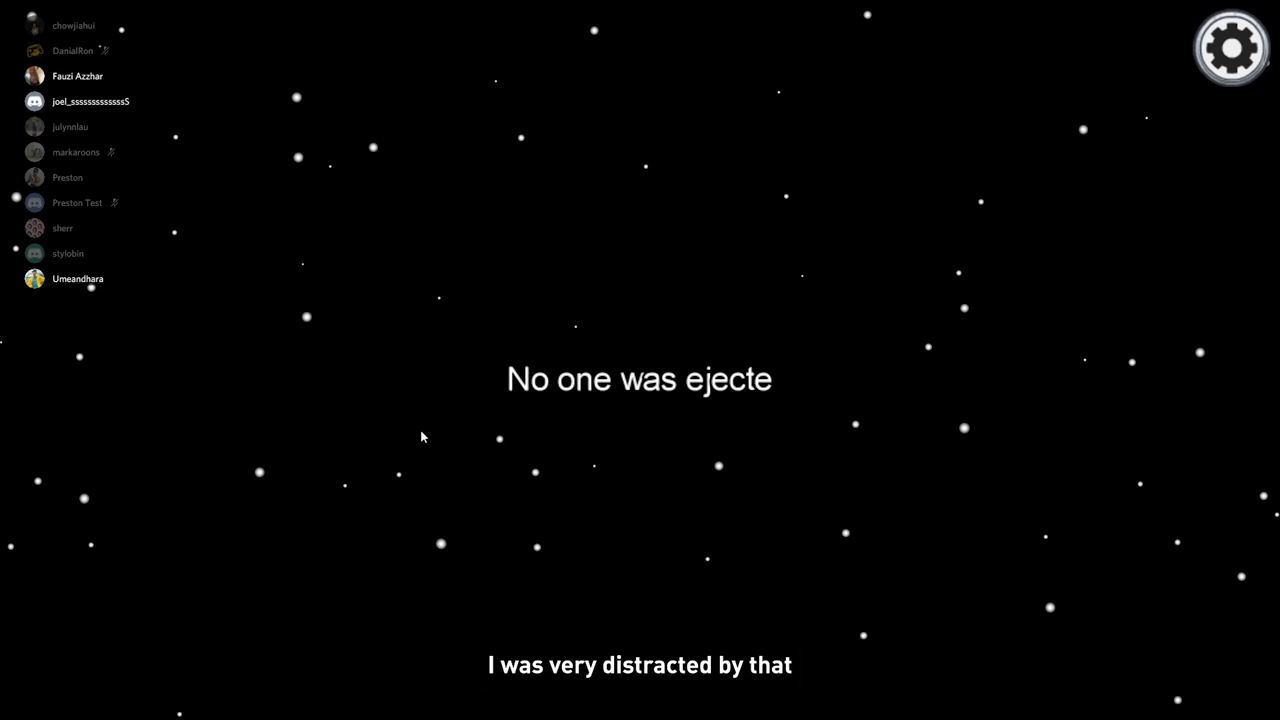 chowjiahui
DanialRon
Fauzi Azzhar
joel_sssssssssssssS
julynnlau
markaroons
Preston
Preston Test
sherr
stylobin
Umeandhara
No one was ejecte
I was very distracted by that